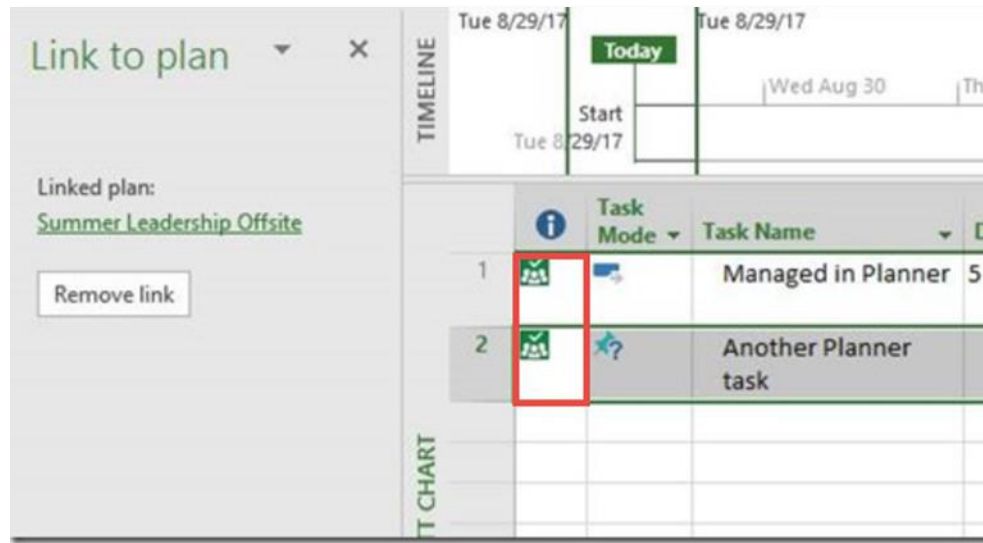 Link to plan
Linked plan:
Summer Leadership Offsite
Remove link
TIMELINE
Tue 8/29/17
Today
Tue 8/29/17
Wed Aug 30
Th
Start
Tue 8/29/17
Task
Mode
Task Name
D
1
Managed in Planner
5
2
Another Planner
task
TT CHART